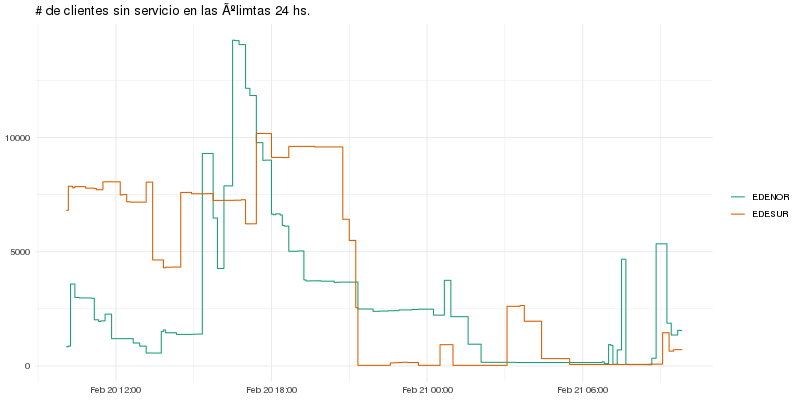 # de clientes sin servicio en las Ãºlimtas 24 hs.
10000
5000
0
Feb 20 12:00
Feb 20 18:00
Feb 21 00:00
Feb 21 06:00
EDENOR
EDESUR